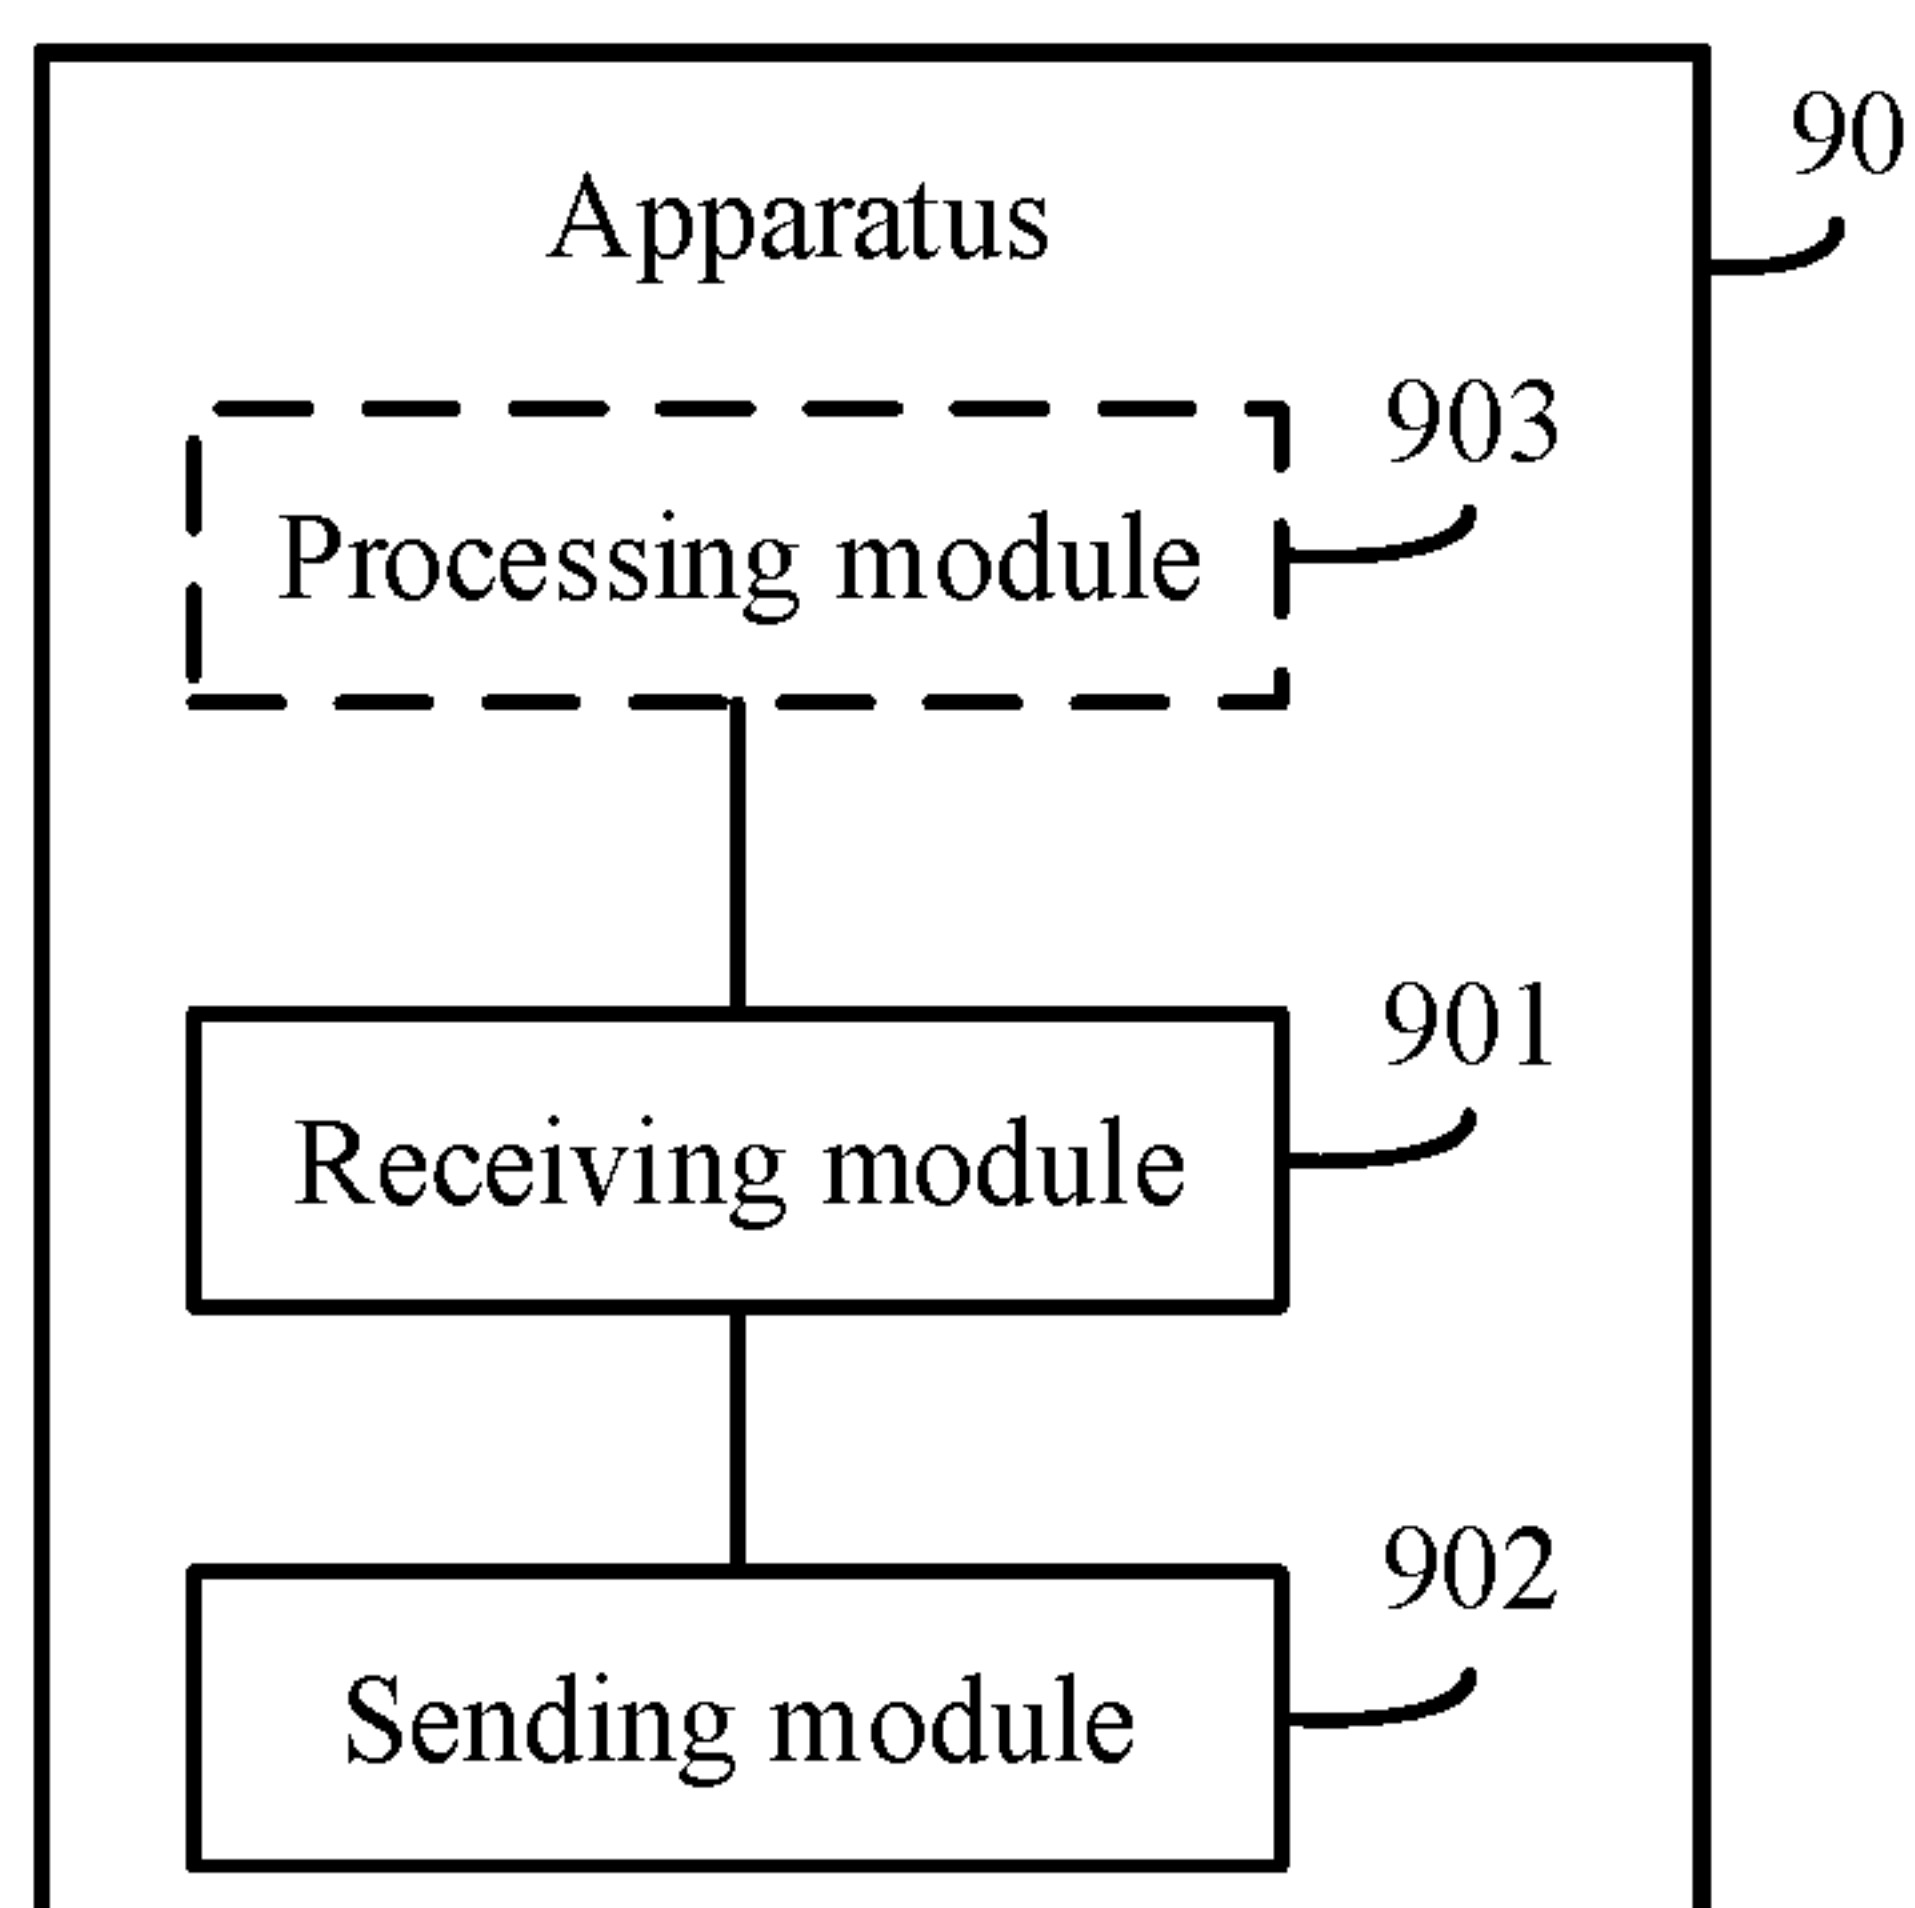 90
Apparatus
903
Processing module
901
Receiving module
902
Sending module